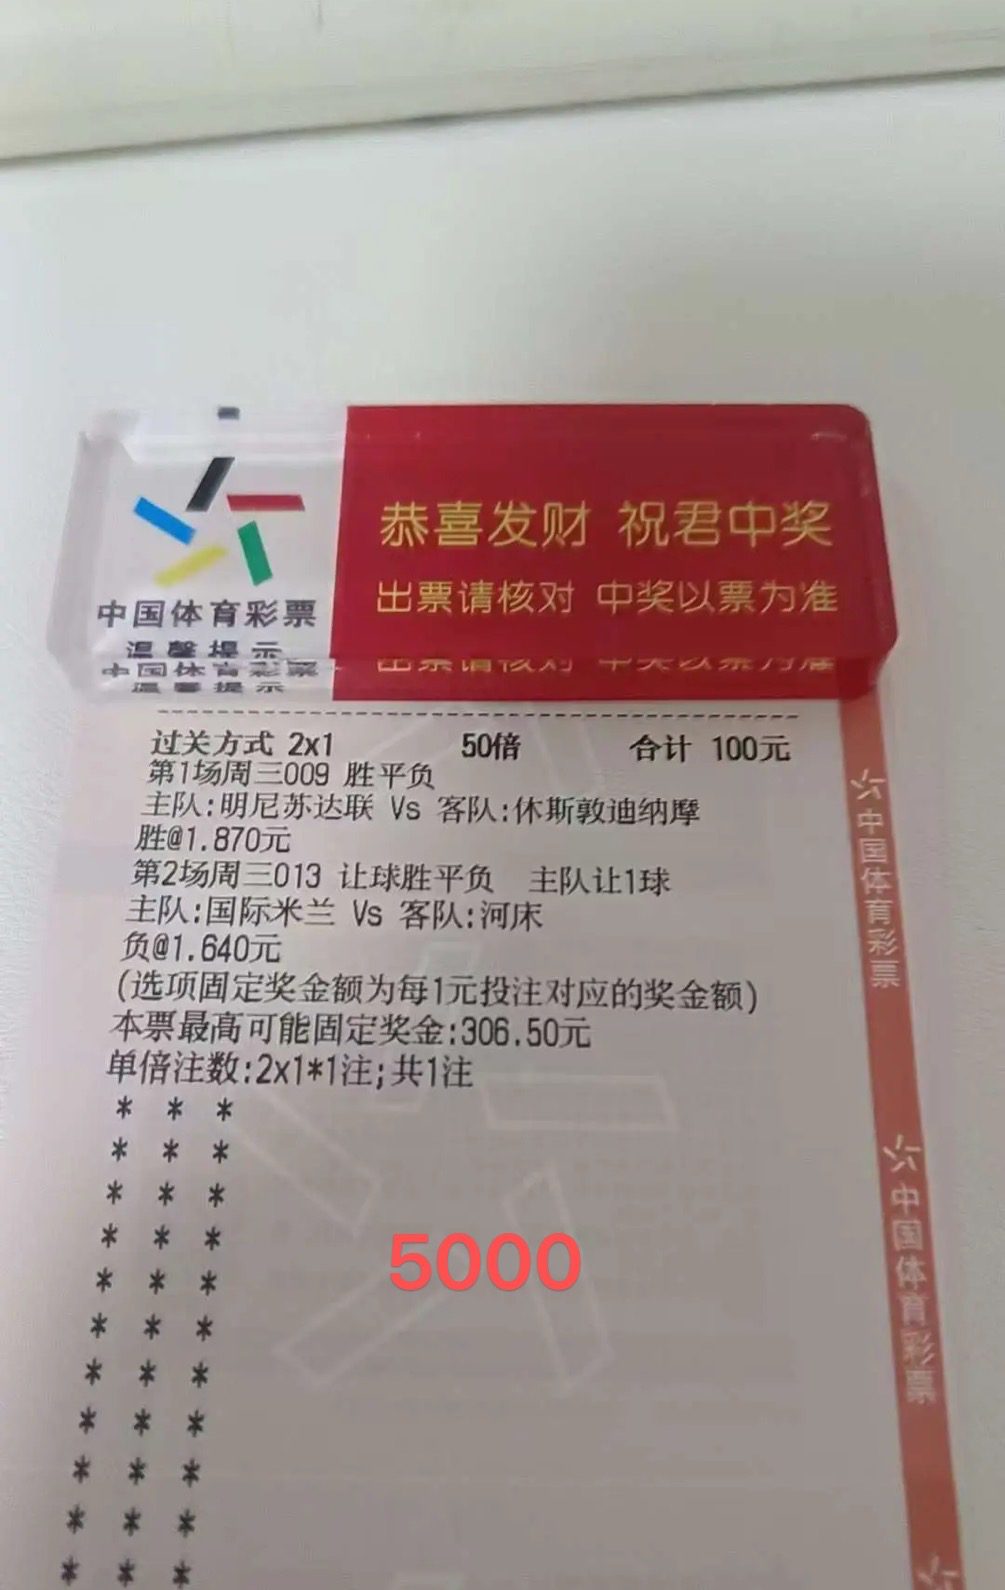 恭喜发财 祝君中奖
出票请核对 中奖以票为准
中国体育彩票
温馨提示
过关方式 2x1 50倍 合计 100元
第1场周三009 胜平负
主队:明尼苏达联 Vs 客队:休斯敦迪纳摩
胜@1.870元
第2场周三013 让球胜平负 主队让1球
主队:国际米兰 Vs 客队:河床
负@1.640元
(选项固定奖金额为每1元投注对应的奖金额)
本票最高可能固定奖金:306.50元
单倍注数:2x1*1注;共1注
* * *
* * *
* * *
* * *
* * *
* * *
* * *
* * *
* * *
* * *
* * *
5000
中国体育彩票
中国体育彩票